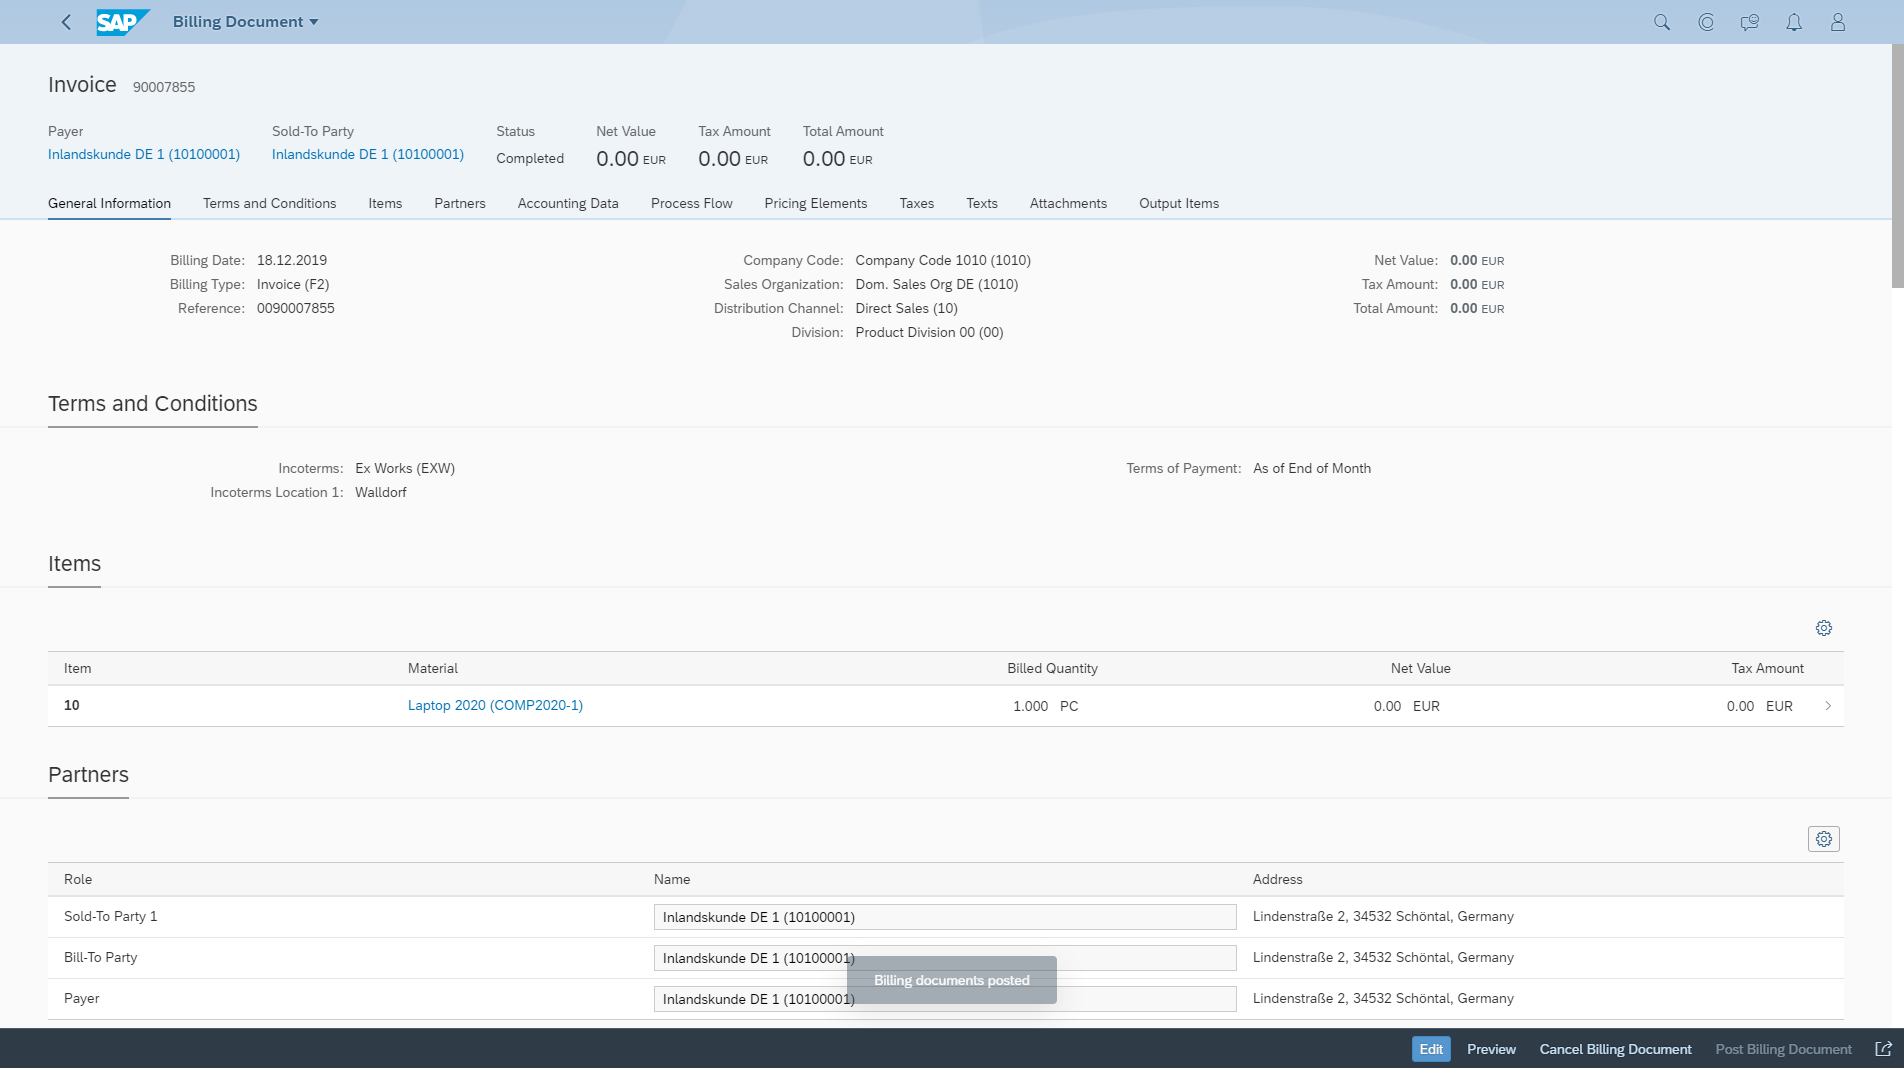 SAP Billing Document
Invoice 90007855
Payer Sold-To Party Status Net Value Tax Amount Total Amount
Inlandskunde DE 1 (10100001) Inlandskunde DE 1 (10100001) Completed 0.00 EUR 0.00 EUR 0.00 EUR
General Information Terms and Conditions Items Partners Accounting Data Process Flow Pricing Elements Taxes Texts Attachments Output Items
Billing Date: 18.12.2019 Company Code: Company Code 1010 (1010) Net Value: 0.00 EUR
Billing Type: Invoice (F2) Sales Organization: Dom. Sales Org DE (1010) Tax Amount: 0.00 EUR
Reference: 0090007855 Distribution Channel: Direct Sales (10) Total Amount: 0.00 EUR
Division: Product Division 00 (00)
Terms and Conditions
Incoterms: Ex Works (EXW) Terms of Payment: As of End of Month
Incoterms Location 1: Walldorf
Items
Item Material Billed Quantity Net Value Tax Amount
10 Laptop 2020 (COMP2020-1) 1.000 PC 0.00 EUR 0.00 EUR
Partners
Role Name Address
Sold-To Party 1 Inlandskunde DE 1 (10100001) Lindenstraße 2, 34532 Schöntal, Germany
Bill-To Party Inlandskunde DE 1 (10100001) Lindenstraße 2, 34532 Schöntal, Germany
Billing documents posted
Payer Inlandskunde DE 1 (10100001) Lindenstraße 2, 34532 Schöntal, Germany
Edit Preview Cancel Billing Document Post Billing Document